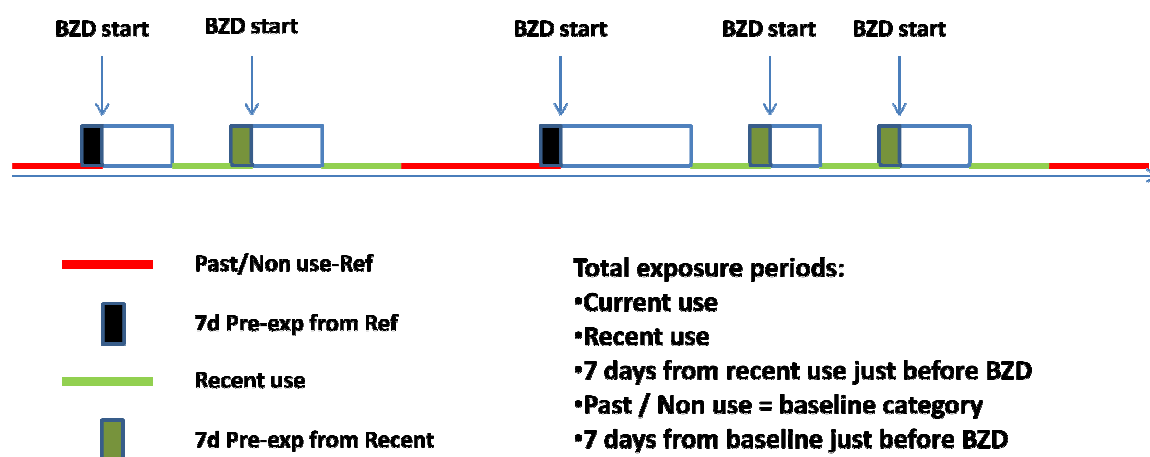 BZD start BZD start BZD start BZD start BZD start
Past/Non use-Ref
7d Pre-exp from Ref
Recent use
7d Pre-exp from Recent
Total exposure periods:
•Current use
•Recent use
•7 days from recent use just before BZD
•Past / Non use = baseline category
•7 days from baseline just before BZD